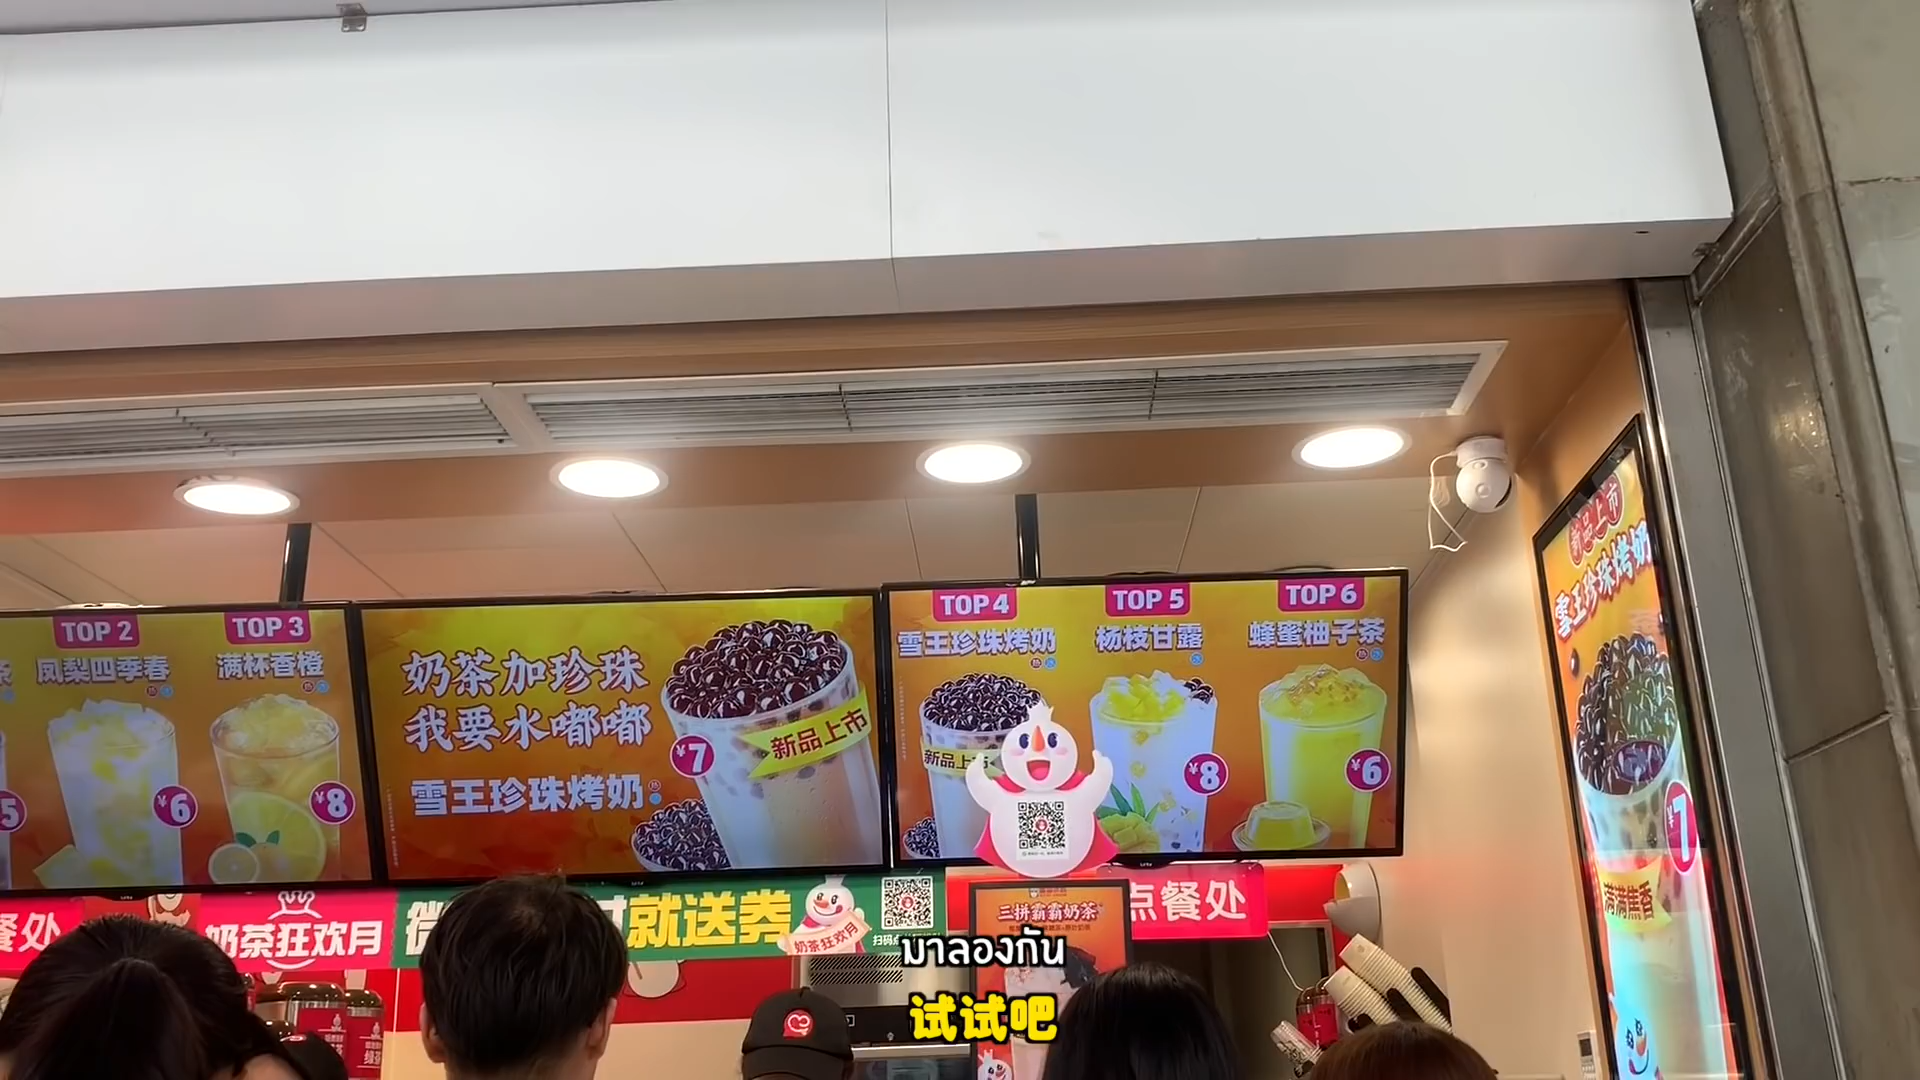 TOP 2
凤梨四季春
¥6
TOP 3
满杯香橙
¥8
奶茶加珍珠
我要水嘟嘟
雪王珍珠烤奶
¥7
新品上市
TOP 4
雪王珍珠烤奶
新品上市
TOP 5
杨枝甘露
¥8
TOP 6
蜂蜜柚子茶
¥6
新品上市
雪王珍珠烤奶
¥7
满满焦香
餐处
奶茶狂欢月
就送券
奶茶狂欢月
三拼霸霸奶茶
点餐处
มาลองกัน
试试吧